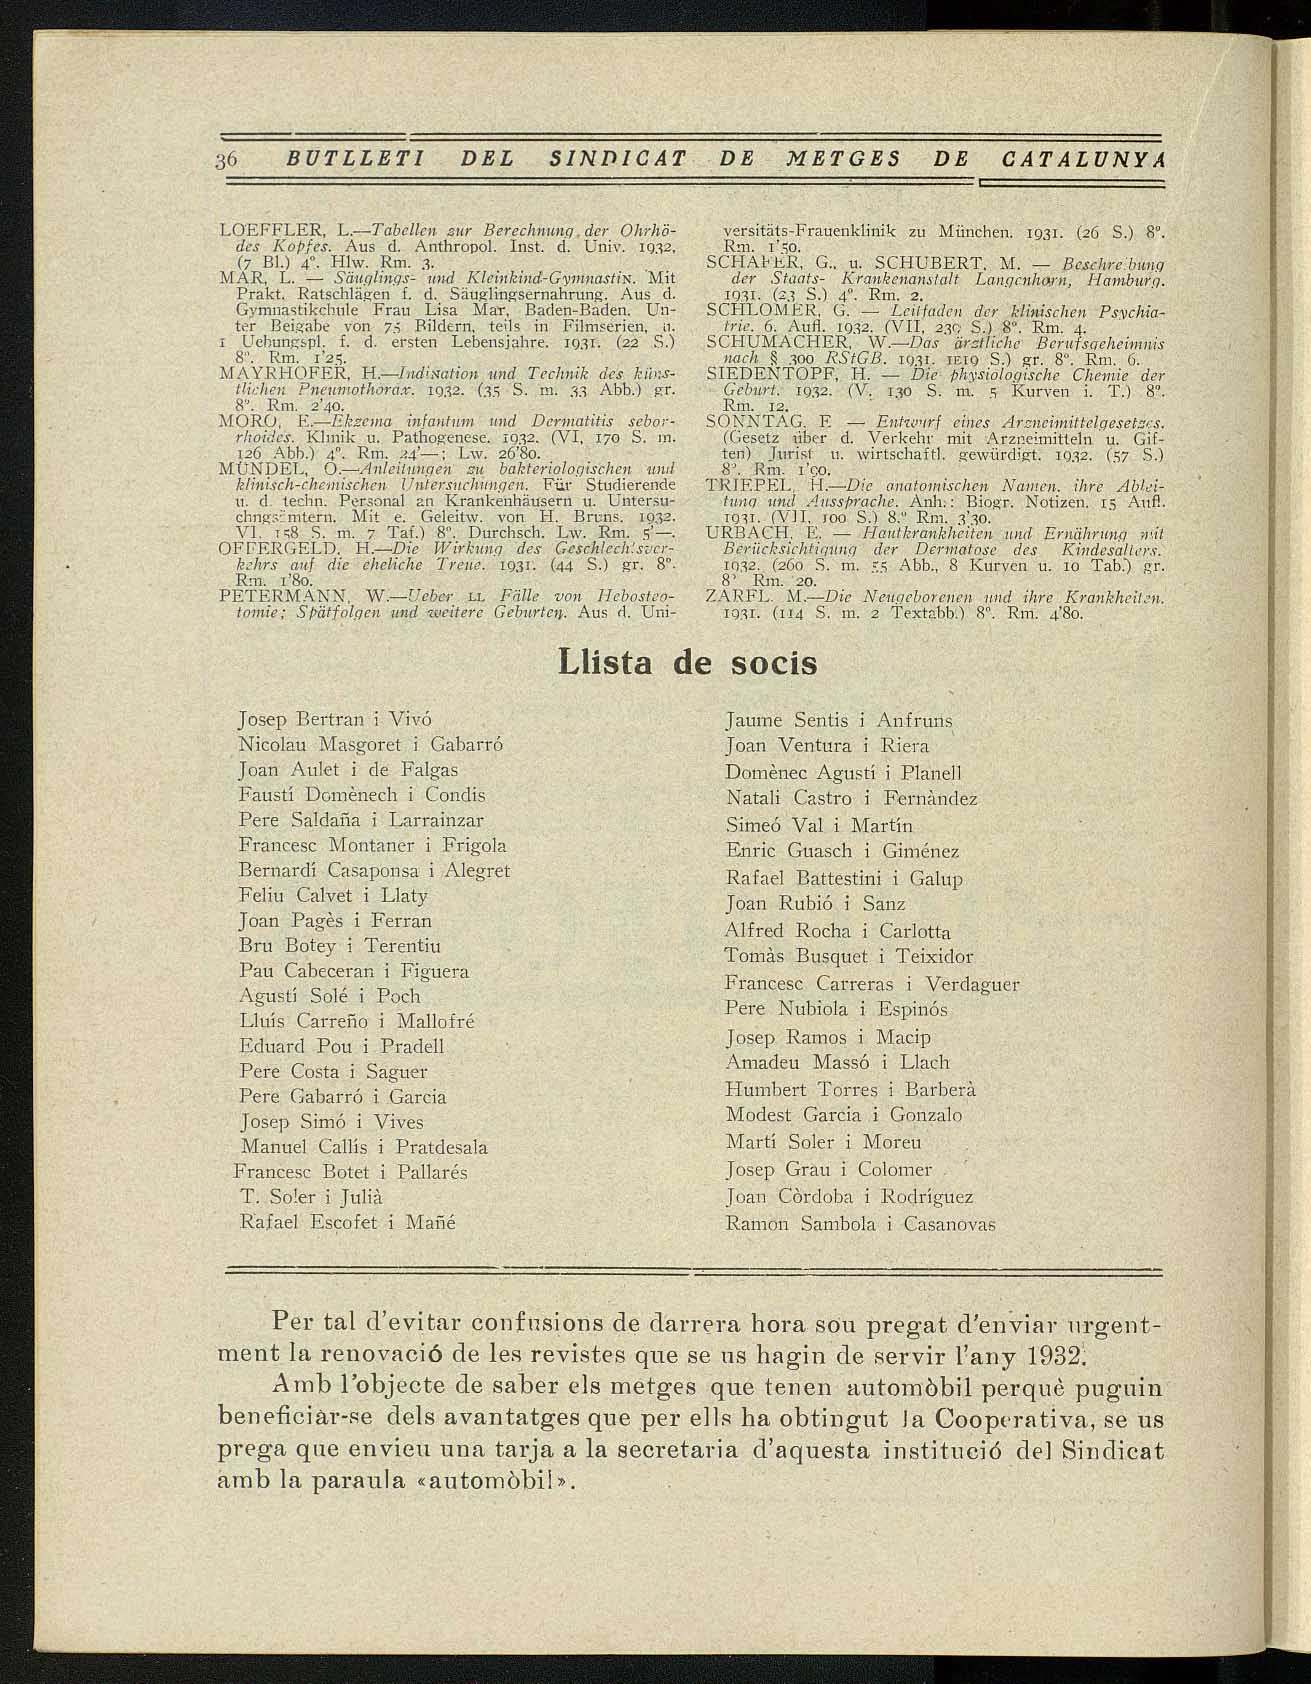 36 BUTLLETI DEL SINDICAT DE METGES DE CATALUNYA
LOEFFLER, L.—Tabellen zur Berechnung der Ohrhö-
des Kopfes. Aus d. Anthropol. Inst. d. Univ. 1932.
(7 Bl.) 4º. Hlw. Rm. 3.
MAR, L. — Säuglings- und Kleinkind-Gymnastin. Mit
Prakt. Ratschlägen f. d. Säuglingsernahrung. Aus d.
Gymnastikchule Frau Lisa Mar, Baden-Baden. Un-
ter Beigabe von 75 Bildern, teils in Filmserien, u.
1 Uebungspl. f. d. ersten Lebensjahre. 1931. (22 S.)
8º. Rm. 1'25.
MAYRHOFER, H.—Indination und Technik des küns-
tlichen Pneumothorax. 1932. (35 S. m. 33 Abb.) gr.
8º. Rm. 2'40.
MORO, E.—Ekzema infantum und Dermatitis sebor-
rhoides. Klinik u. Pathogenese. 1932. (VI, 170 S. m.
126 Abb.) 4º. Rm. 24'—; Lw. 26'80.
MÜNDEL, O.—Anleitungen zu bakteriologischen und
klinisch-chemischen Untersuchungen. Für Studierende
u. d. techn. Personal an Krankenhäusern u. Untersu-
chngsämtern. Mit e. Geleitw. von H. Bruns. 1932.
VI. 158 S. m. 7 Taf.) 8º. Durchsch. Lw. Rm. 5'—.
OFFERGELD, H.—Die Wirkung des Geschlechtsver-
kehrs auf die eheliche Treue. 1931. (44 S.) gr. 8º.
Rm. 1'80.
PETERMANN, W.—Ueber LL Fälle von Hebosteo-
tomie; Spätfolgen und weitere Geburten. Aus d. Uni-
versitäts-Frauenklinik zu München. 1931. (26 S.) 8º.
Rm. 1'50.
SCHAFER, G., u. SCHUBERT, M. — Beschreibung
der Staats- Krankenanstalt Langenhorn, Hamburg.
1931. (23 S.) 4º. Rm. 2.
SCHLOMER, G. — Leitfaden der klinischen Psychia-
trie. 6. Aufl. 1932. (VII, 239 S.) 8º. Rm. 4.
SCHUMACHER, W.—Das ärztliche Berufsgeheimnis
nach § 300 RStGB. 1931. S.) gr. 8º. Rm. 6.
SIEDENTOPF, H. — Die physiologische Chemie der
Geburt. 1932. (V. 130 S. m. 5 Kurven i. T.) 8º.
Rm. 12.
SONNTAG, E — Entwurf eines Arzneimittelgesetzes.
(Gesetz über d. Verkehr mit Arzneimitteln u. Gif-
ten) Jurist u. wirtschaftl. gewürdigt. 1932. (57 S.)
8º. Rm. 1'90.
TRIEPEL, H.—Die anatomischen Namen, ihre Ablei-
tung und Aussprache. Anh.: Biogr. Notizen. 15 Aufl.
1931. (VII, 100 S.) 8.º Rm. 3'30.
URBACH, E. — Hautkrankheiten und Ernährung mit
Berücksichtigung der Dermatose des Kindesalters.
1932. (260 S. m. 55 Abb., 8 Kurven u. 10 Tab.) gr.
8º Rm. 20.
ZARFL. M.—Die Neugeborenen und ihre Krankheiten.
1931. (114 S. m. 2 Textabb.) 8º. Rm. 4'80.
Llista de socis
Josep Bertran i Vivó
Nicolau Masgoret i Gabarró
Joan Aulet i de Falgas
Faustí Domènech i Condis
Pere Saldaña i Larrainzar
Francesc Montaner i Frigola
Bernardí Casaponsa i Alegret
Feliu Calvet i Llaty
Joan Pagès i Ferran
Bru Botey i Terentiu
Pau Cabeceran i Figuera
Agustí Solé i Poch
Lluís Carreño i Mallofré
Eduard Pou i Pradell
Pere Costa i Saguer
Pere Gabarró i Garcia
Josep Simó i Vives
Manuel Callís i Pratdesala
Francesc Botet i Pallarés
T. Soler i Julià
Rafael Escofet i Mañé
Jaume Sentis i Anfruns
Joan Ventura i Riera
Domènec Agustí i Planell
Natali Castro i Fernàndez
Simeó Val i Martín
Enric Guasch i Giménez
Rafael Battestini i Galup
Joan Rubió i Sanz
Alfred Rocha i Carlotta
Tomàs Busquet i Teixidor
Francesc Carreras i Verdaguer
Pere Nubiola i Espinós
Josep Ramos i Macip
Amadeu Massó i Llach
Humbert Torres i Barberà
Modest Garcia i Gonzalo
Martí Soler i Moreu
Josep Grau i Colomer
Joan Còrdoba i Rodríguez
Ramon Sambola i Casanovas
Per tal d'evitar confusions de darrera hora sou pregat d'enviar urgent-
ment la renovació de les revistes que se us hagin de servir l'any 1932.
Amb l'objecte de saber els metges que tenen automòbil perquè puguin
beneficiàr-se dels avantatges que per ells ha obtingut la Cooperativa, se us
prega que envieu una tarja a la secretaria d'aquesta institució del Sindicat
amb la paraula «automòbil».